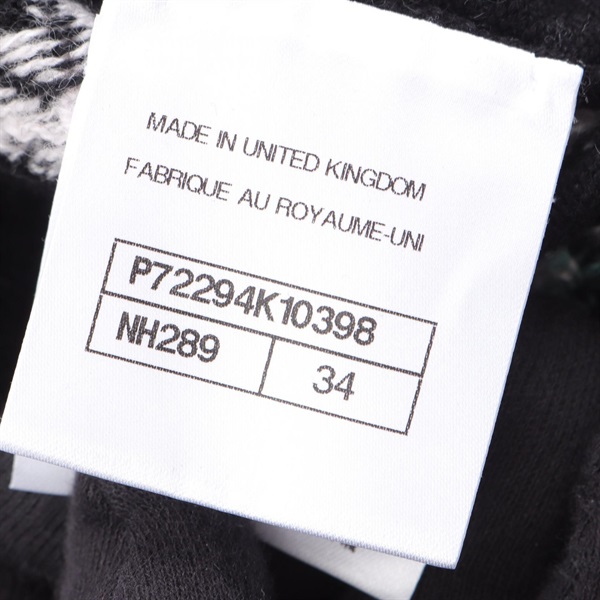 MADE IN UNITED KINGDOM
FABRIQUE AU ROYAUME-UNI
P72294K10398
NH289 34